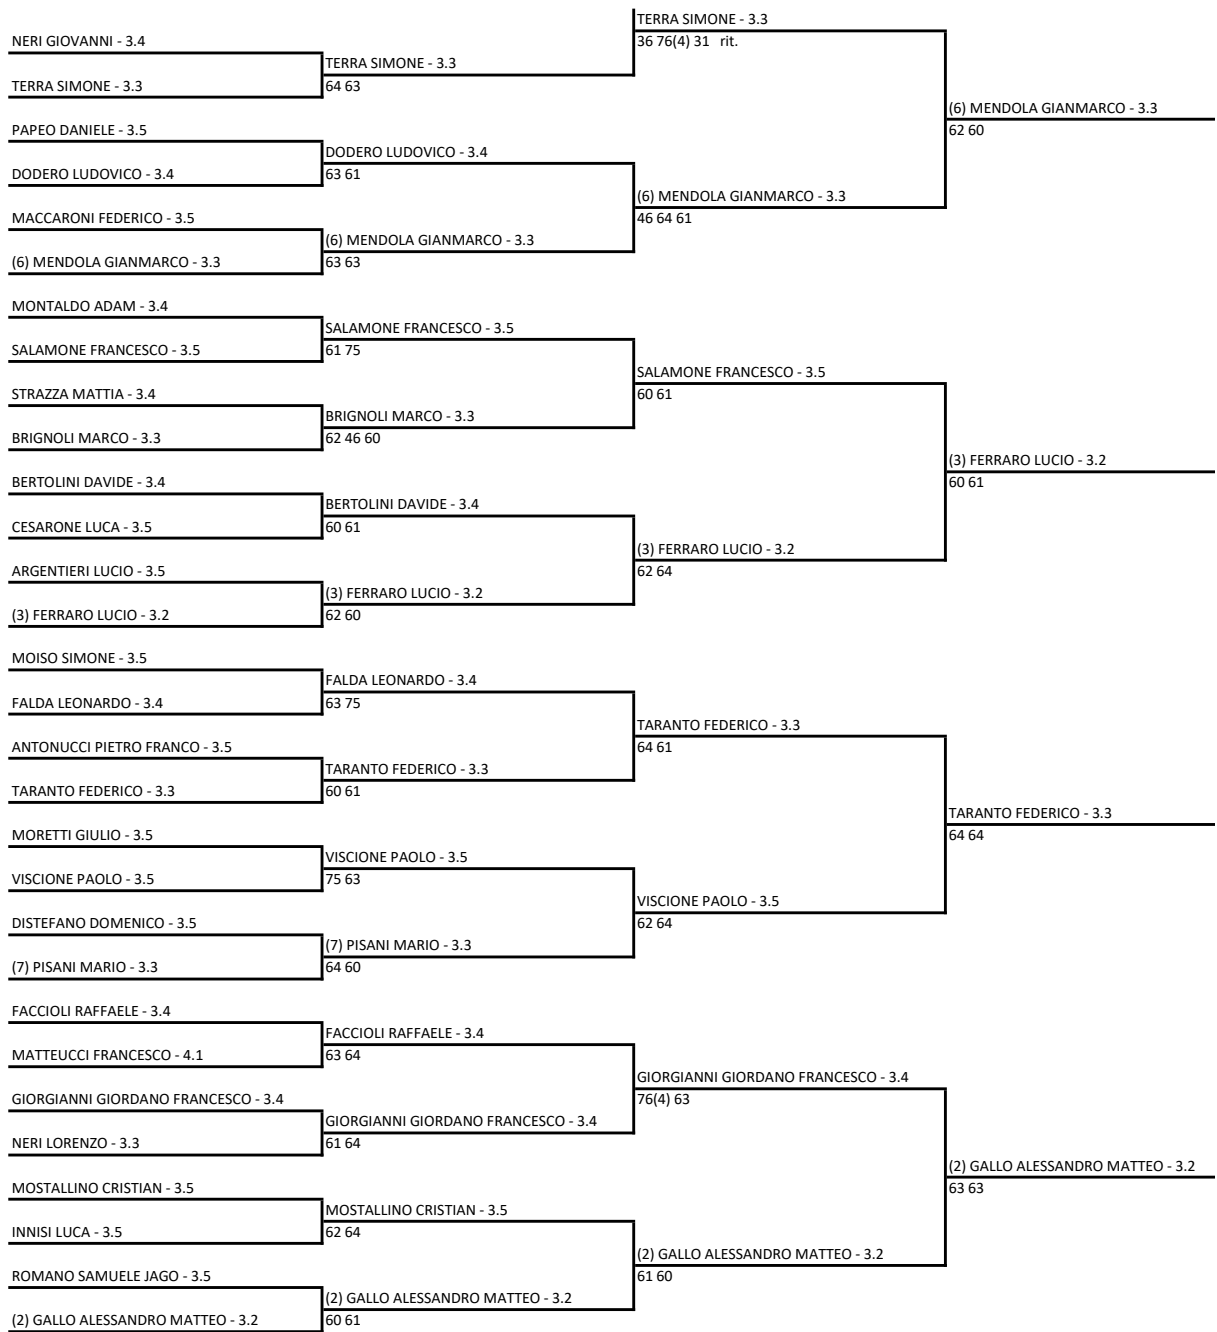 NERI GIOVANNI - 3.4
TERRA SIMONE - 3.3
PAPEO DANIELE - 3.5
DODERO LUDOVICO - 3.4
MACCARONI FEDERICO - 3.5
(6) MENDOLA GIANMARCO - 3.3
MONTALDO ADAM - 3.4
SALAMONE FRANCESCO - 3.5
STRAZZA MATTIA - 3.4
BRIGNOLI MARCO - 3.3
BERTOLINI DAVIDE - 3.4
CESARONE LUCA - 3.5
ARGENTIERI LUCIO - 3.5
(3) FERRARO LUCIO - 3.2
MOISO SIMONE - 3.5
FALDA LEONARDO - 3.4
ANTONUCCI PIETRO FRANCO - 3.5
TARANTO FEDERICO - 3.3
MORETTI GIULIO - 3.5
VISCIONE PAOLO - 3.5
DISTEFANO DOMENICO - 3.5
(7) PISANI MARIO - 3.3
FACCIOLI RAFFAELE - 3.4
MATTEUCCI FRANCESCO - 4.1
GIORGIANNI GIORDANO FRANCESCO - 3.4
NERI LORENZO - 3.3
MOSTALLINO CRISTIAN - 3.5
INNISI LUCA - 3.5
ROMANO SAMUELE JAGO - 3.5
(2) GALLO ALESSANDRO MATTEO - 3.2
TERRA SIMONE - 3.3
64 63
DODERO LUDOVICO - 3.4
63 61
(6) MENDOLA GIANMARCO - 3.3
63 63
SALAMONE FRANCESCO - 3.5
61 75
BRIGNOLI MARCO - 3.3
62 46 60
BERTOLINI DAVIDE - 3.4
60 61
(3) FERRARO LUCIO - 3.2
62 60
FALDA LEONARDO - 3.4
63 75
TARANTO FEDERICO - 3.3
60 61
VISCIONE PAOLO - 3.5
75 63
(7) PISANI MARIO - 3.3
64 60
FACCIOLI RAFFAELE - 3.4
63 64
GIORGIANNI GIORDANO FRANCESCO - 3.4
61 64
MOSTALLINO CRISTIAN - 3.5
62 64
(2) GALLO ALESSANDRO MATTEO - 3.2
60 61
TERRA SIMONE - 3.3
36 76(4) 31 rit.
(6) MENDOLA GIANMARCO - 3.3
46 64 61
SALAMONE FRANCESCO - 3.5
60 61
(3) FERRARO LUCIO - 3.2
62 64
TARANTO FEDERICO - 3.3
64 61
VISCIONE PAOLO - 3.5
62 64
GIORGIANNI GIORDANO FRANCESCO - 3.4
76(4) 63
(2) GALLO ALESSANDRO MATTEO - 3.2
61 60
(6) MENDOLA GIANMARCO - 3.3
62 60
(3) FERRARO LUCIO - 3.2
60 61
TARANTO FEDERICO - 3.3
64 64
(2) GALLO ALESSANDRO MATTEO - 3.2
63 63